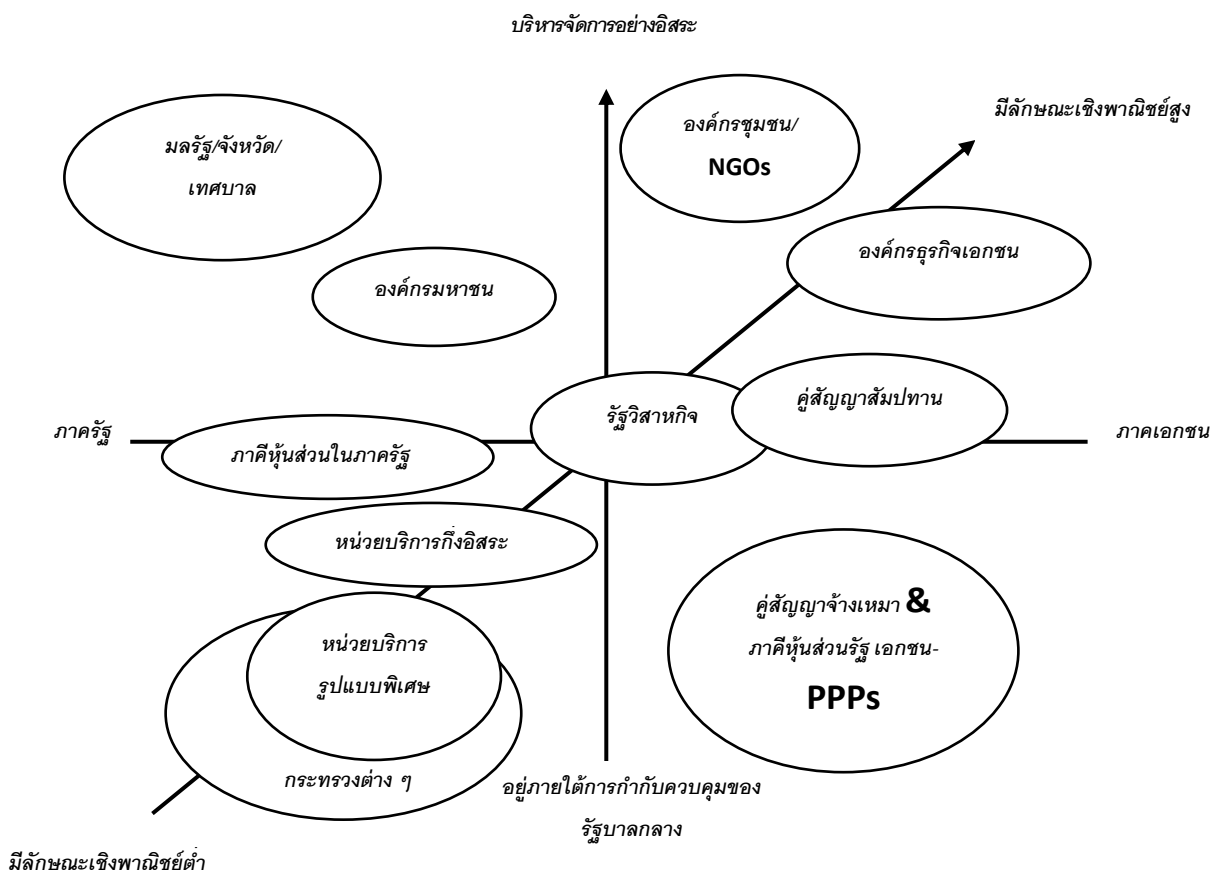 บริหารจัดการอย่างอิสระ
มีลักษณะเชิงพาณิชย์สูง
มลรัฐ/จังหวัด/
เทศบาล
องค์กรชุมชน/
NGOs
องค์กรธุรกิจเอกชน
องค์กรมหาชน
รัฐวิสาหกิจ
คู่สัญญาสัมปทาน
ภาครัฐ
ภาคเอกชน
ภาคีหุ้นส่วนในภาครัฐ
หน่วยบริการกึ่งอิสระ
คู่สัญญาจ้างเหมา &
ภาคีหุ้นส่วนรัฐ เอกชน-
PPPs
หน่วยบริการ
รูปแบบพิเศษ
กระทรวงต่าง ๆ
อยู่ภายใต้การกำกับควบคุมของ
รัฐบาลกลาง
มีลักษณะเชิงพาณิชย์ต่ำ